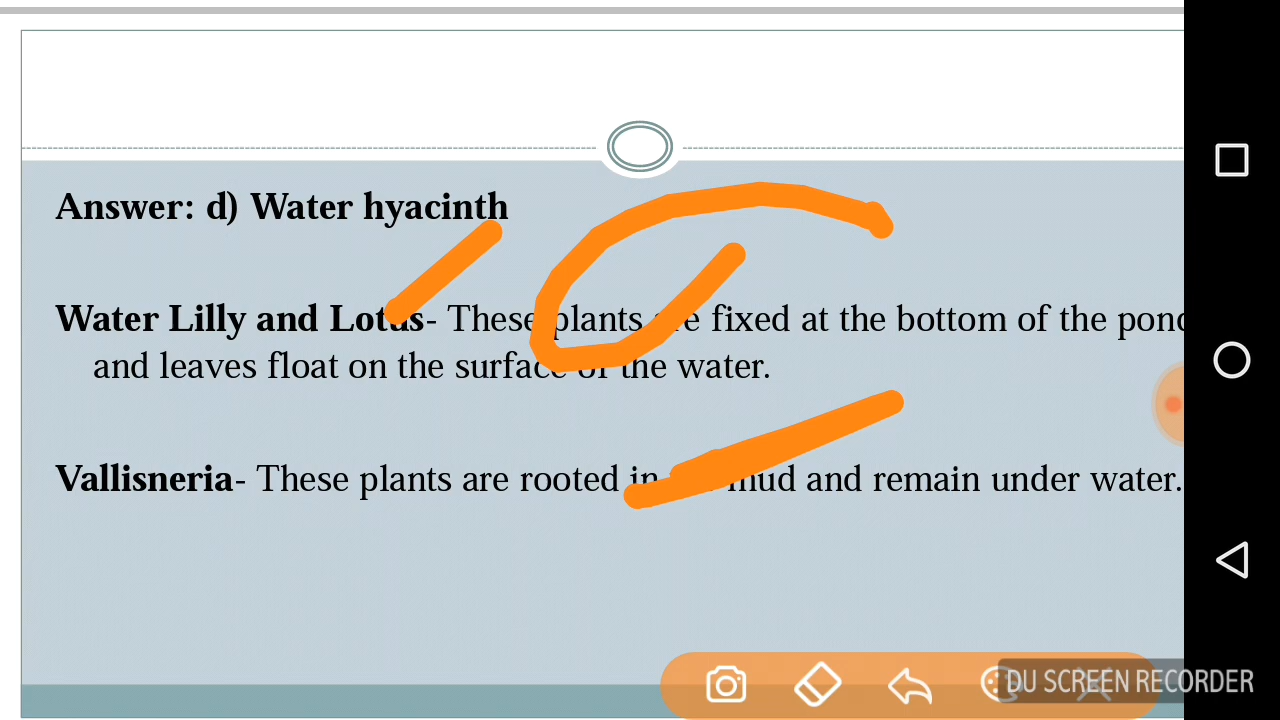 Answer: d) Water hyacinth
Water Lilly and Lotus- These plants are fixed at the bottom of the pond
and leaves float on the surface of the water.
Vallisneria- These plants are rooted in mud and remain under water.
DU SCREEN RECORDER